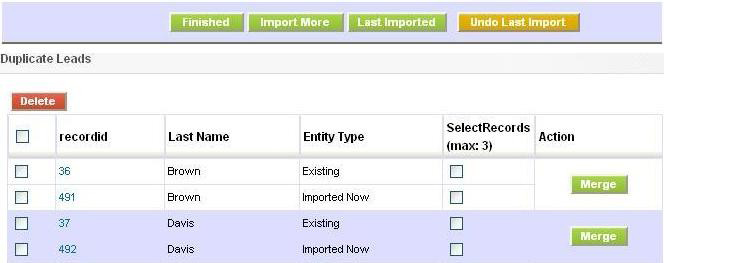 Finished Import More Last Imported Undo Last Import
Duplicate Leads
Delete
recordid Last Name Entity Type SelectRecords (max: 3) Action
36 Brown Existing
Merge
491 Brown Imported Now
37 Davis Existing
Merge
492 Davis Imported Now